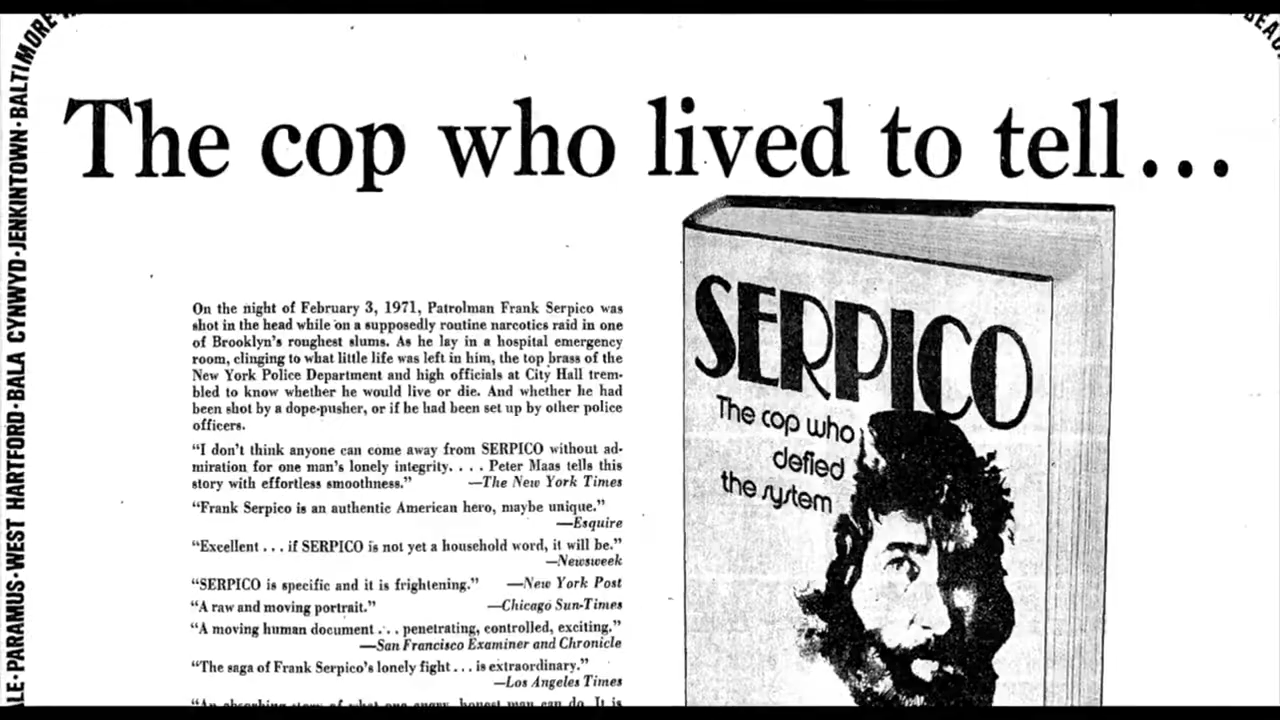 The cop who lived to tell...
On the night of February 3, 1971, Patrolman Frank Serpico was
shot in the head while on a supposedly routine narcotics raid in one
of Brooklyn's roughest slums. As he lay in a hospital emergency
room, clinging to what little life was left in him, the top brass of the
New York Police Department and high officials at City Hall trem-
bled to know whether he would live or die. And whether he had
been shot by a dope-pusher, or if he had been set up by other police
officers.
"I don't think anyone can come away from SERPICO without ad-
miration for one man's lonely integrity. . . . Peter Maas tells this
story with effortless smoothness." —The New York Times
"Frank Serpico is an authentic American hero, maybe unique."
—Esquire
"Excellent . . . if SERPICO is not yet a household word, it will be."
—Newsweek
"SERPICO is specific and it is frightening." —New York Post
"A raw and moving portrait." —Chicago Sun-Times
"A moving human document . . . penetrating, controlled, exciting."
—San Francisco Examiner and Chronicle
"The saga of Frank Serpico's lonely fight . . . is extraordinary."
—Los Angeles Times
SERPICO
The cop who
defied
the system
PARAMUS·WEST HARTFORD·BALA CYNWYD·JENKINTOWN·BALTIMORE